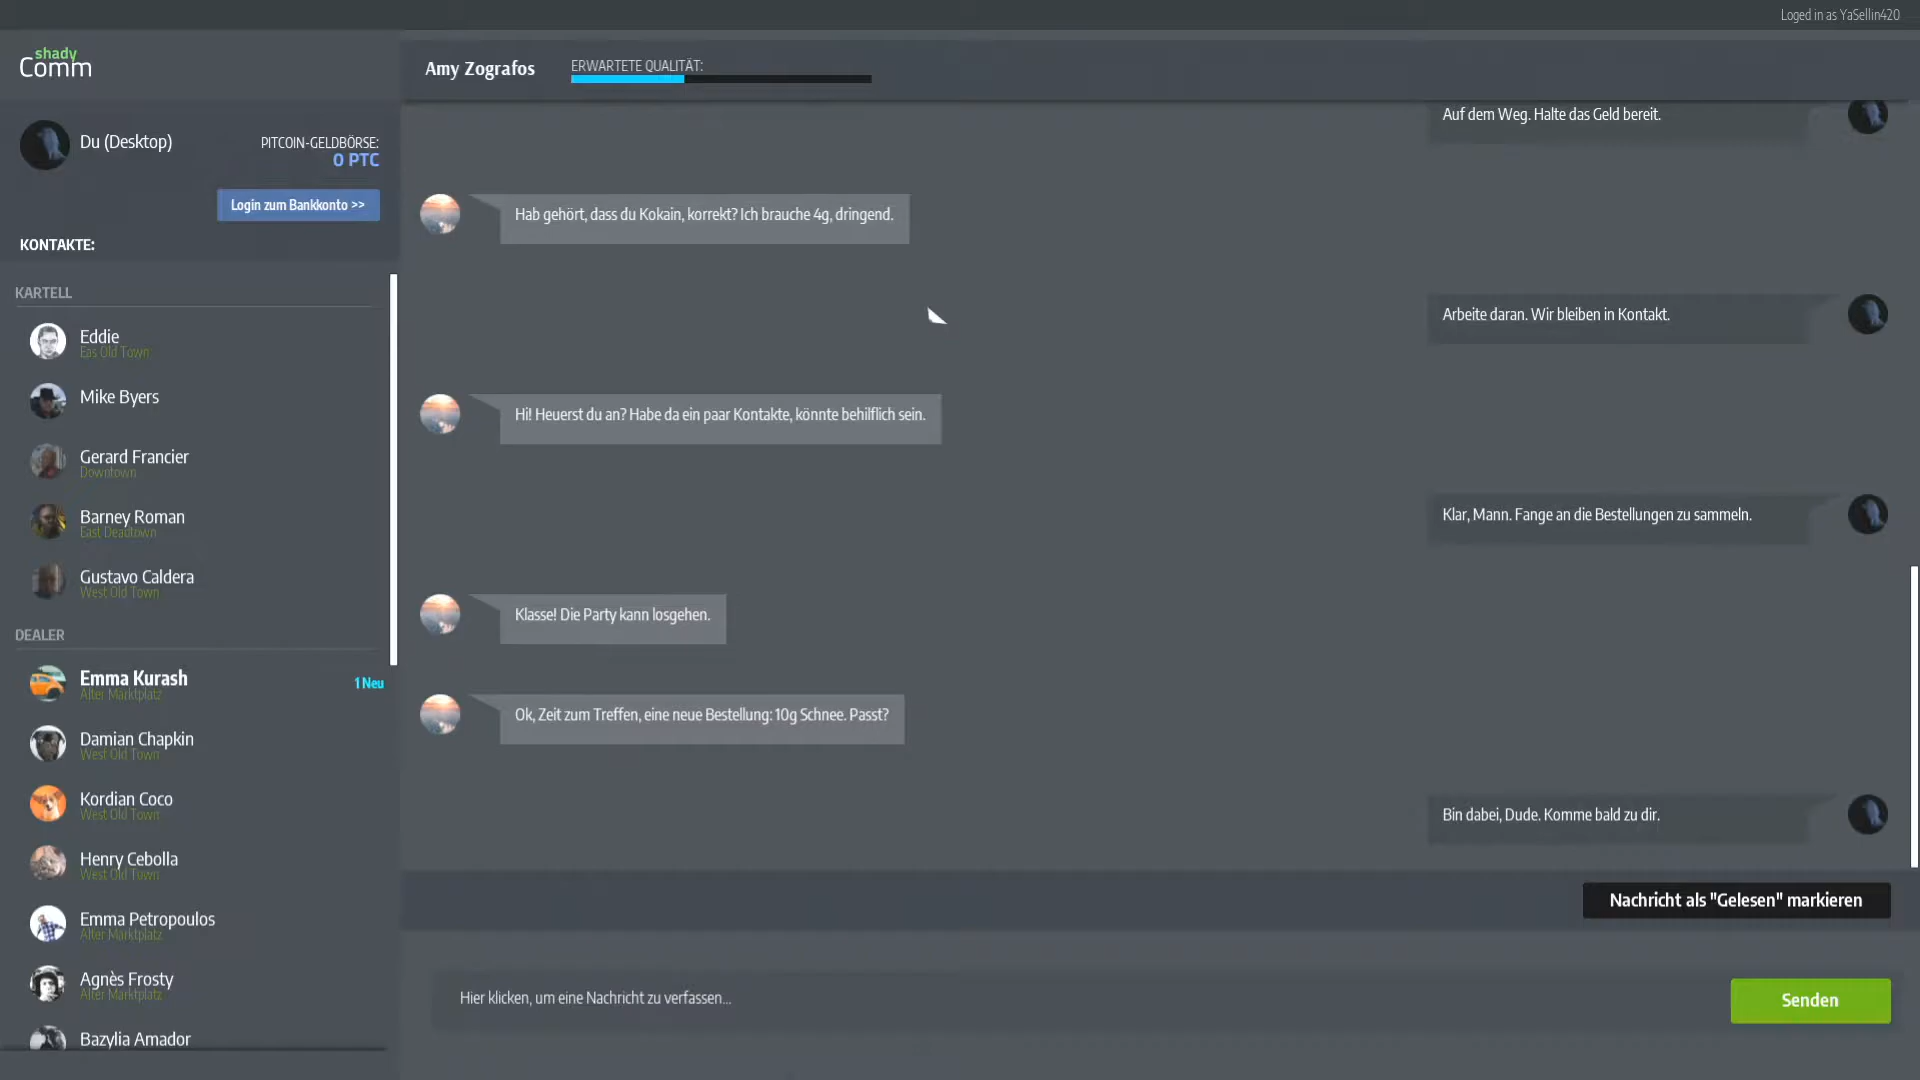 Loged in as YaSellin420
shady
Comm
Du (Desktop)
PITCOIN-GELDBÖRSE:
0 PTC
Login zum Bankkonto >>
KONTAKTE:
KARTELL
Eddie
Eas Old Town
Mike Byers
Gerard Francier
Downtown
Barney Roman
East Deadtown
Gustavo Caldera
West Old Town
DEALER
Emma Kurash
Alter Marktplatz
1 Neu
Damian Chapkin
West Old Town
Kordian Coco
West Old Town
Henry Cebolla
West Old Town
Emma Petropoulos
Alter Marktplatz
Agnès Frosty
Alter Marktplatz
Bazylia Amador
Amy Zografos
ERWARTETE QUALITÄT:
Auf dem Weg. Halte das Geld bereit.
Hab gehört, dass du Kokain, korrekt? Ich brauche 4g, dringend.
Arbeite daran. Wir bleiben in Kontakt.
Hi! Heuerst du an? Habe da ein paar Kontakte, könnte behilflich sein.
Klar, Mann. Fange an die Bestellungen zu sammeln.
Klasse! Die Party kann losgehen.
Ok, Zeit zum Treffen, eine neue Bestellung: 10g Schnee. Passt?
Bin dabei, Dude. Komme bald zu dir.
Nachricht als "Gelesen" markieren
Hier klicken, um eine Nachricht zu verfassen...
Senden